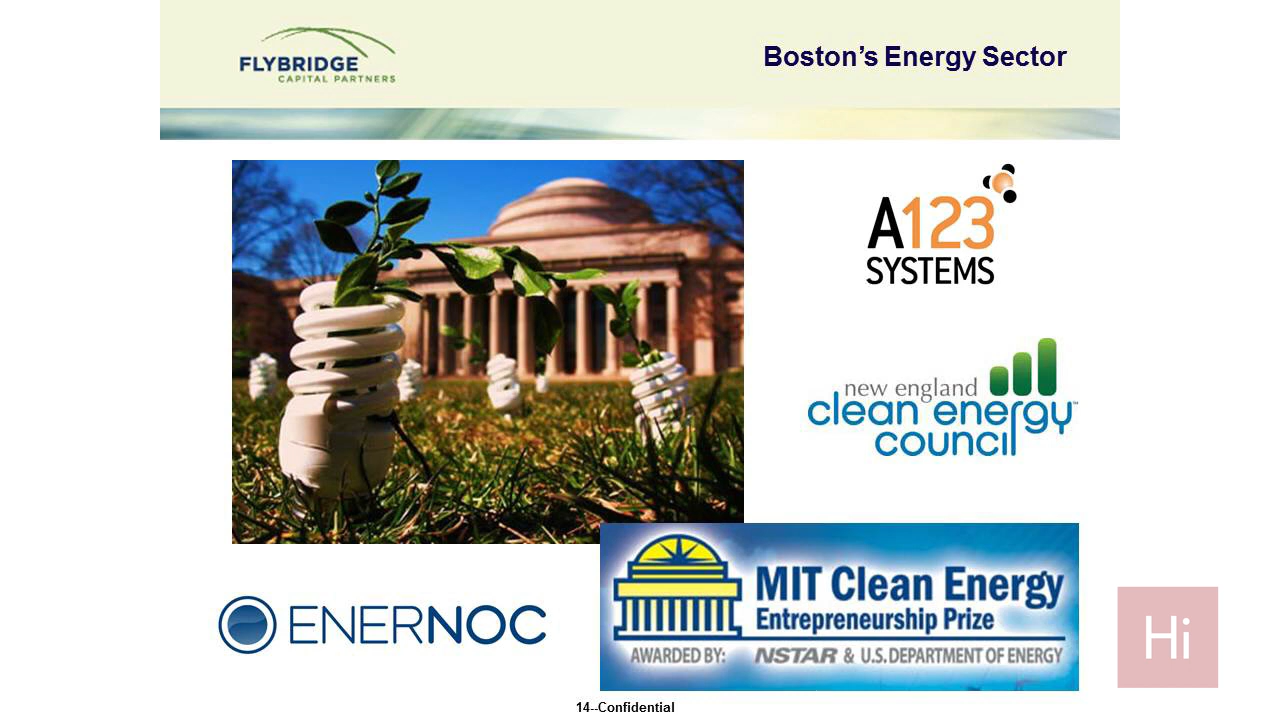 FLYBRIDGE
CAPITAL PARTNERS
Boston’s Energy Sector
A123
SYSTEMS
new england
clean energy
council
TM
ENERNOC
MIT Clean Energy
Entrepreneurship Prize
AWARDED BY: NSTAR & U.S. DEPARTMENT OF ENERGY
Hi
14--Confidential